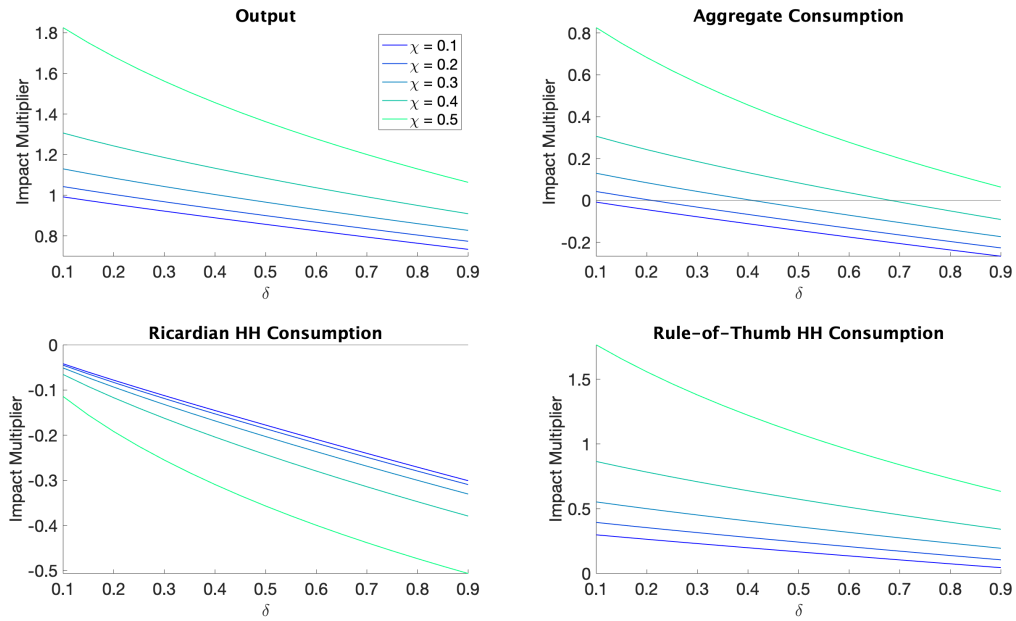 Output
Impact Multiplier
1.8
1.6
1.4
1.2
1
0.8
0.1 0.2 0.3 0.4 0.5 0.6 0.7 0.8 0.9
δ
χ = 0.1
χ = 0.2
χ = 0.3
χ = 0.4
χ = 0.5
Aggregate Consumption
Impact Multiplier
0.8
0.6
0.4
0.2
0
-0.2
0.1 0.2 0.3 0.4 0.5 0.6 0.7 0.8 0.9
δ
Ricardian HH Consumption
Impact Multiplier
0
-0.1
-0.2
-0.3
-0.4
-0.5
0.1 0.2 0.3 0.4 0.5 0.6 0.7 0.8 0.9
δ
Rule-of-Thumb HH Consumption
Impact Multiplier
1.5
1
0.5
0
0.1 0.2 0.3 0.4 0.5 0.6 0.7 0.8 0.9
δ